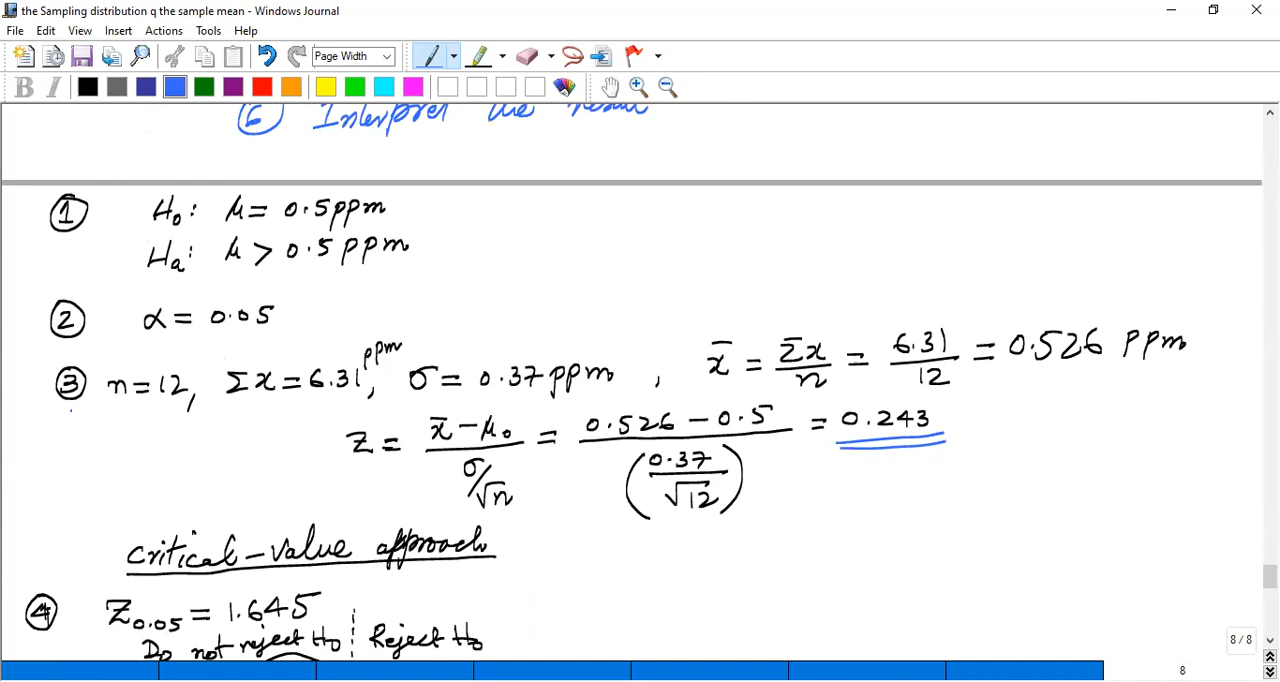 the Sampling distribution q the sample mean - Windows Journal
File Edit View Insert Actions Tools Help
Page Width
B I
⑥ Interpret the result
① H₀: μ = 0.5 ppm
Hₐ: μ > 0.5 ppm
② α = 0.05
③ n = 12, Σx = 6.31 ppm, σ = 0.37 ppm, x̄ = Σx/n = 6.31/12 = 0.526 ppm
Z = (x̄ − μ₀)/(σ/√n) = (0.526 − 0.5)/(0.37/√12) = 0.243
critical-value approach
④ Z₀.₀₅ = 1.645
Do not reject H₀ Reject H₀
8 / 8
8